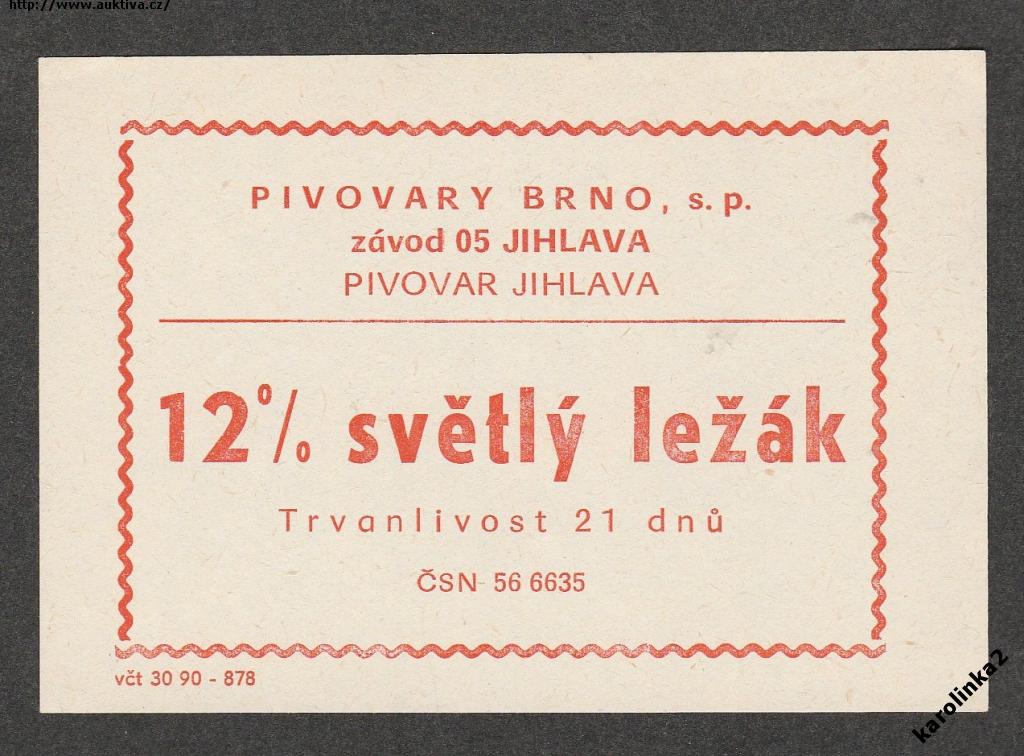 http://www.auktiva.cz/
PIVOVARY BRNO, s. p.
závod 05 JIHLAVA
PIVOVAR JIHLAVA
12% světlý ležák
Trvanlivost 21 dnů
ČSN 56 6635
včt 30 90 - 878
karolinka2